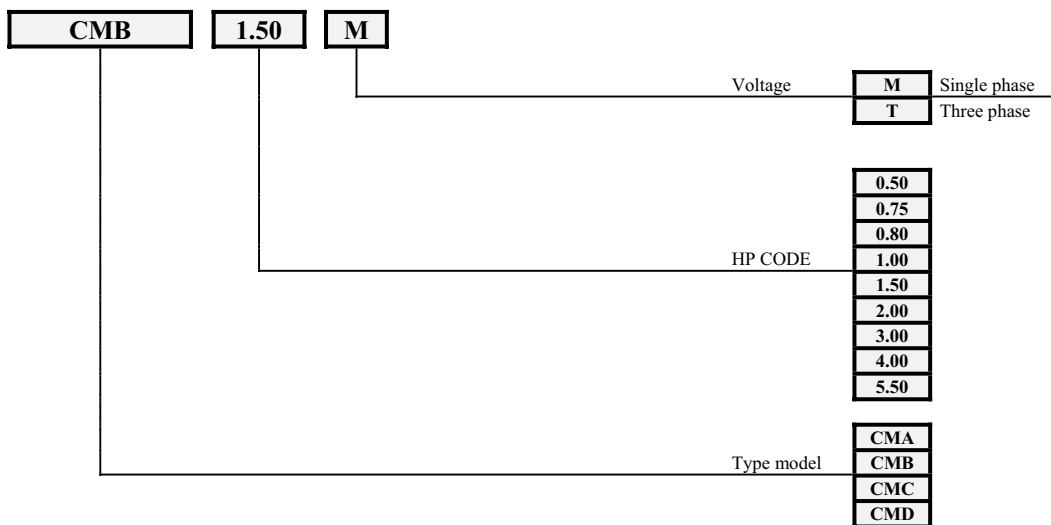 CMB 1.50 M
Voltage M Single phase
T Three phase
0.50
0.75
0.80
HP CODE 1.00
1.50
2.00
3.00
4.00
5.50
CMA
Type model CMB
CMC
CMD